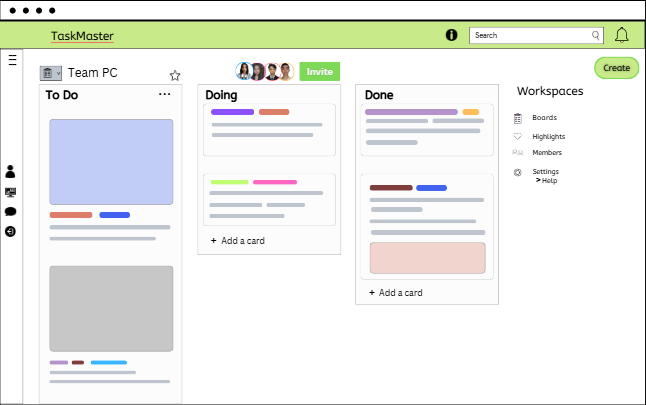 TaskMaster
Search
Team PC
Invite
Create
To Do
Doing
Done
Workspaces
Boards
Highlights
Members
Settings
> Help
+ Add a card
+ Add a card